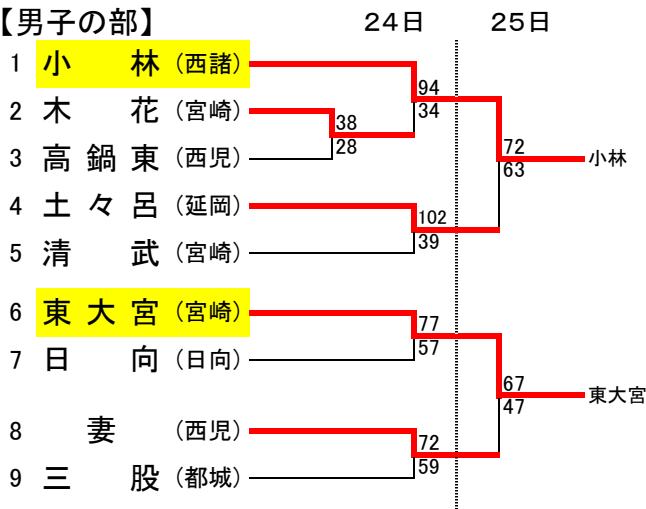 【男子の部】 24日 25日
1 小林 (西諸)
94
34
2 木花 (宮崎)
38
28
3 高鍋東 (西児)
72
63
小林
4 土々呂 (延岡)
102
39
5 清武 (宮崎)
6 東大宮 (宮崎)
77
57
7 日向 (日向)
67
47
東大宮
8 妻 (西児)
72
59
9 三股 (都城)